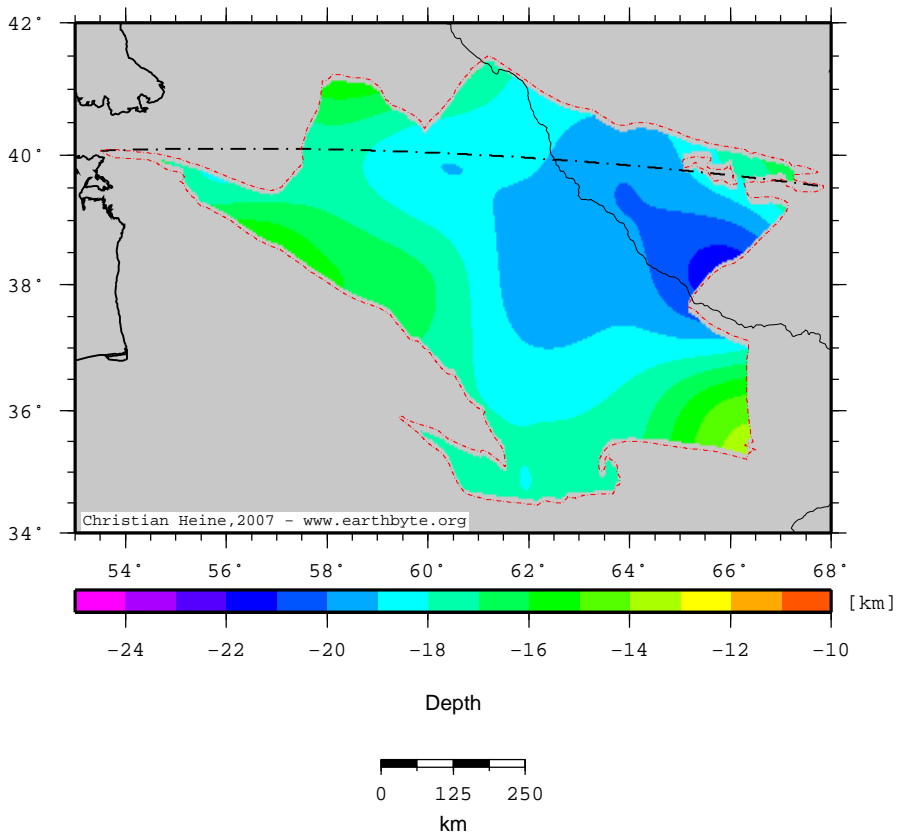 42°
40°
38°
36°
34°
Christian Heine,2007 - www.earthbyte.org
54° 56° 58° 60° 62° 64° 66° 68°
[km]
−24 −22 −20 −18 −16 −14 −12 −10
Depth
0 125 250
km